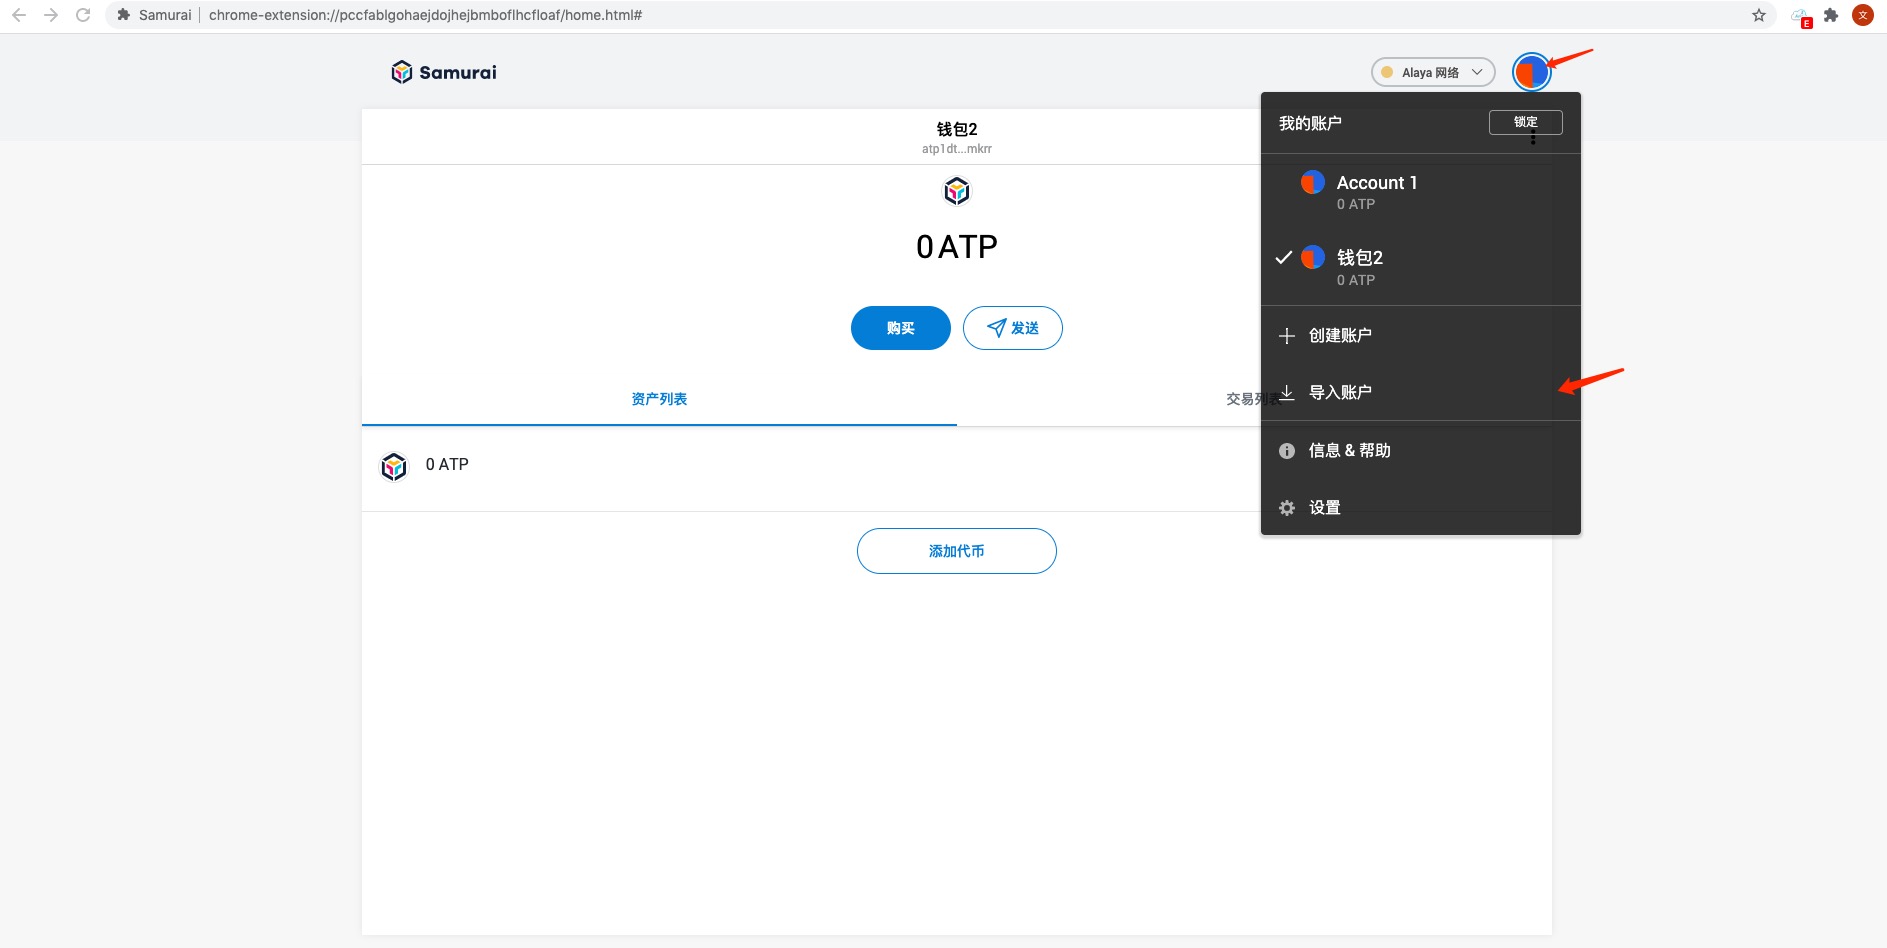 Samurai
chrome-extension://pccfablgohaejdojhejbmboflhcfloaf/home.html#
E
文
Samurai
Alaya 网络
我的账户
锁定
钱包2
atp1dt...mkrr
Account 1
0 ATP
0 ATP
钱包2
0 ATP
购买
发送
创建账户
资产列表
交易列表
导入账户
0 ATP
信息 & 帮助
设置
添加代币